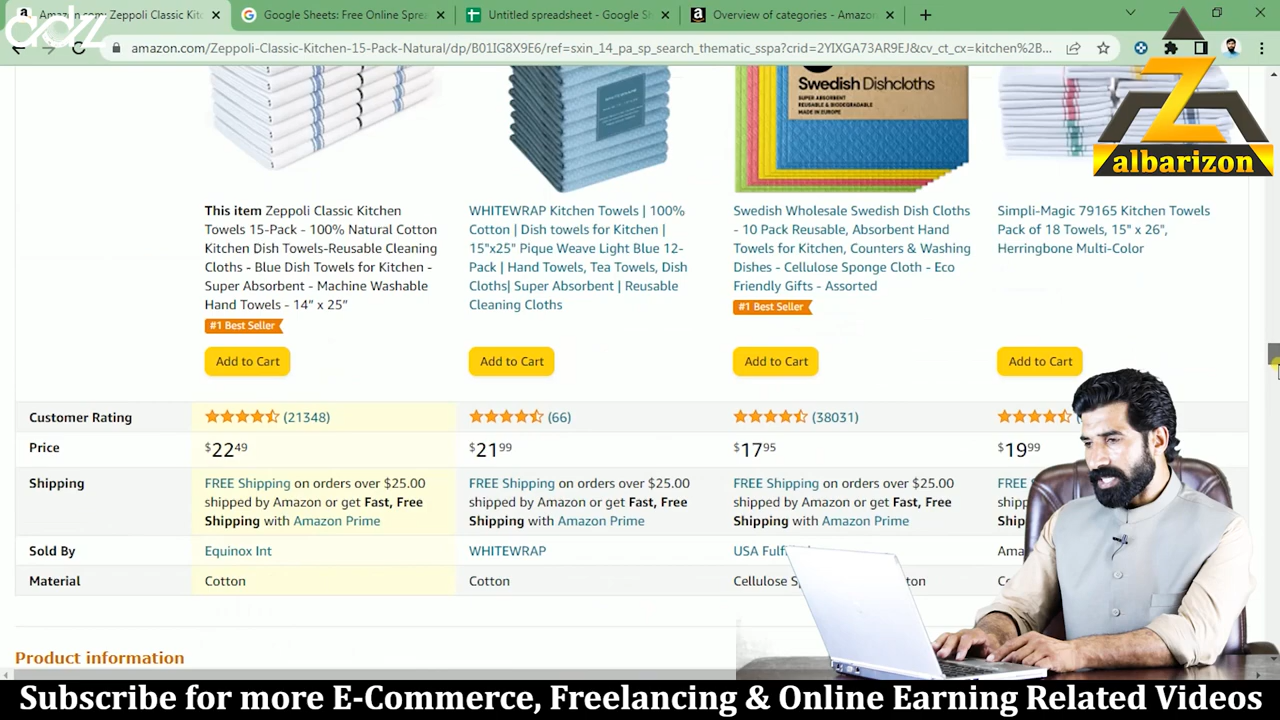 Amazon.com: Zeppoli Classic Kitc
Google Sheets: Free Online Sprea
Untitled spreadsheet - Google Sh
Overview of categories - Amazon
amazon.com/Zeppoli-Classic-Kitchen-15-Pack-Natural/dp/B01IG8X9E6/ref=sxin_14_pa_sp_search_thematic_sspa?crid=2YIXGA73AR9EJ&cv_ct_cx=kitchen%2B...
albarizon
Swedish Dishcloths
SUPER ABSORBENT
REUSABLE & BIODEGRADABLE
MADE IN EUROPE
This item Zeppoli Classic Kitchen
Towels 15-Pack - 100% Natural Cotton
Kitchen Dish Towels-Reusable Cleaning
Cloths - Blue Dish Towels for Kitchen -
Super Absorbent - Machine Washable
Hand Towels - 14" x 25"
#1 Best Seller
Add to Cart
WHITEWRAP Kitchen Towels | 100%
Cotton | Dish towels for Kitchen |
15"x25" Pique Weave Light Blue 12-
Pack | Hand Towels, Tea Towels, Dish
Cloths| Super Absorbent | Reusable
Cleaning Cloths
Add to Cart
Swedish Wholesale Swedish Dish Cloths
- 10 Pack Reusable, Absorbent Hand
Towels for Kitchen, Counters & Washing
Dishes - Cellulose Sponge Cloth - Eco
Friendly Gifts - Assorted
#1 Best Seller
Add to Cart
Simpli-Magic 79165 Kitchen Towels
Pack of 18 Towels, 15" x 26",
Herringbone Multi-Color
Add to Cart
Customer Rating (21348) (66) (38031)
Price $22.49 $21.99 $17.95 $19.99
Shipping
FREE Shipping on orders over $25.00
shipped by Amazon or get Fast, Free
Shipping with Amazon Prime
FREE Shipping on orders over $25.00
shipped by Amazon or get Fast, Free
Shipping with Amazon Prime
FREE Shipping on orders over $25.00
shipped by Amazon or get Fast, Free
Shipping with Amazon Prime
Sold By Equinox Int WHITEWRAP USA
Material Cotton Cotton Cellulose
Product information
Subscribe for more E-Commerce, Freelancing & Online Earning Related Videos